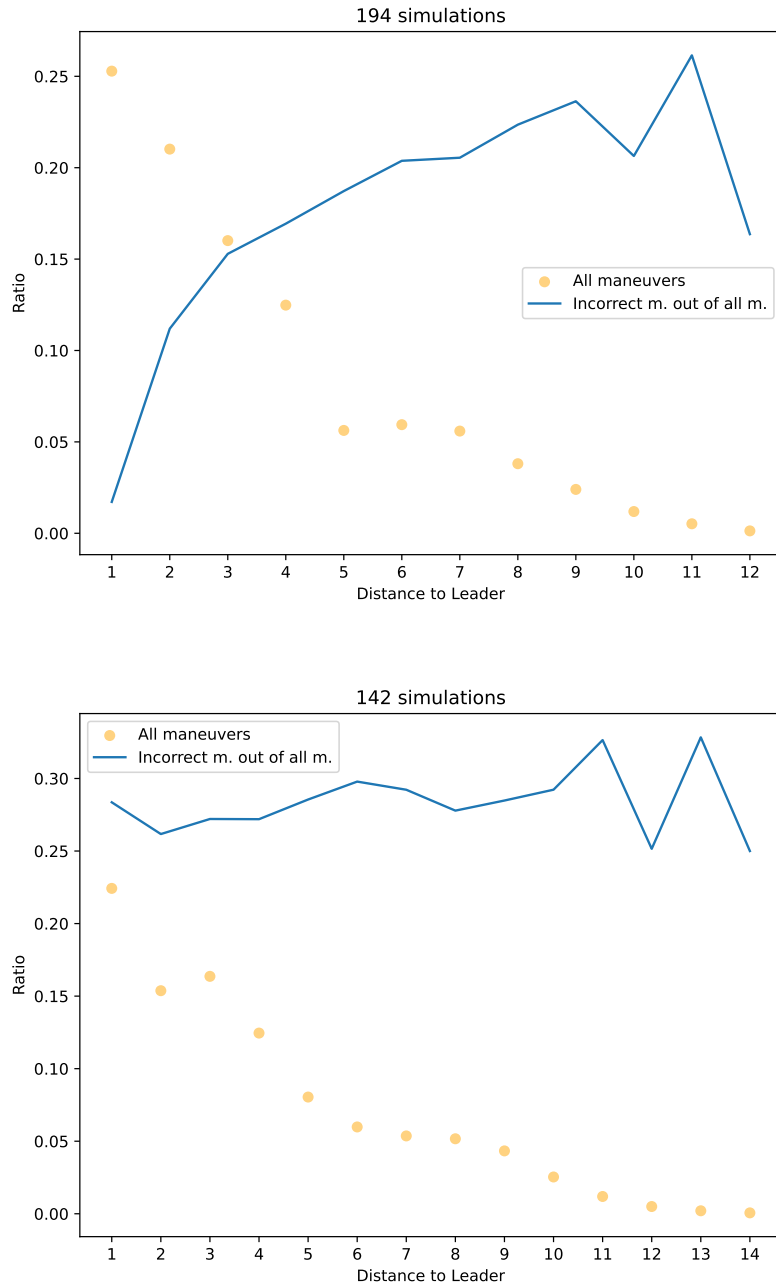 194 simulations
0.25
0.20
0.15
0.10
0.05
0.00
Ratio
All maneuvers
Incorrect m. out of all m.
1 2 3 4 5 6 7 8 9 10 11 12
Distance to Leader
142 simulations
All maneuvers
Incorrect m. out of all m.
0.30
0.25
0.20
0.15
0.10
0.05
0.00
Ratio
1 2 3 4 5 6 7 8 9 10 11 12 13 14
Distance to Leader